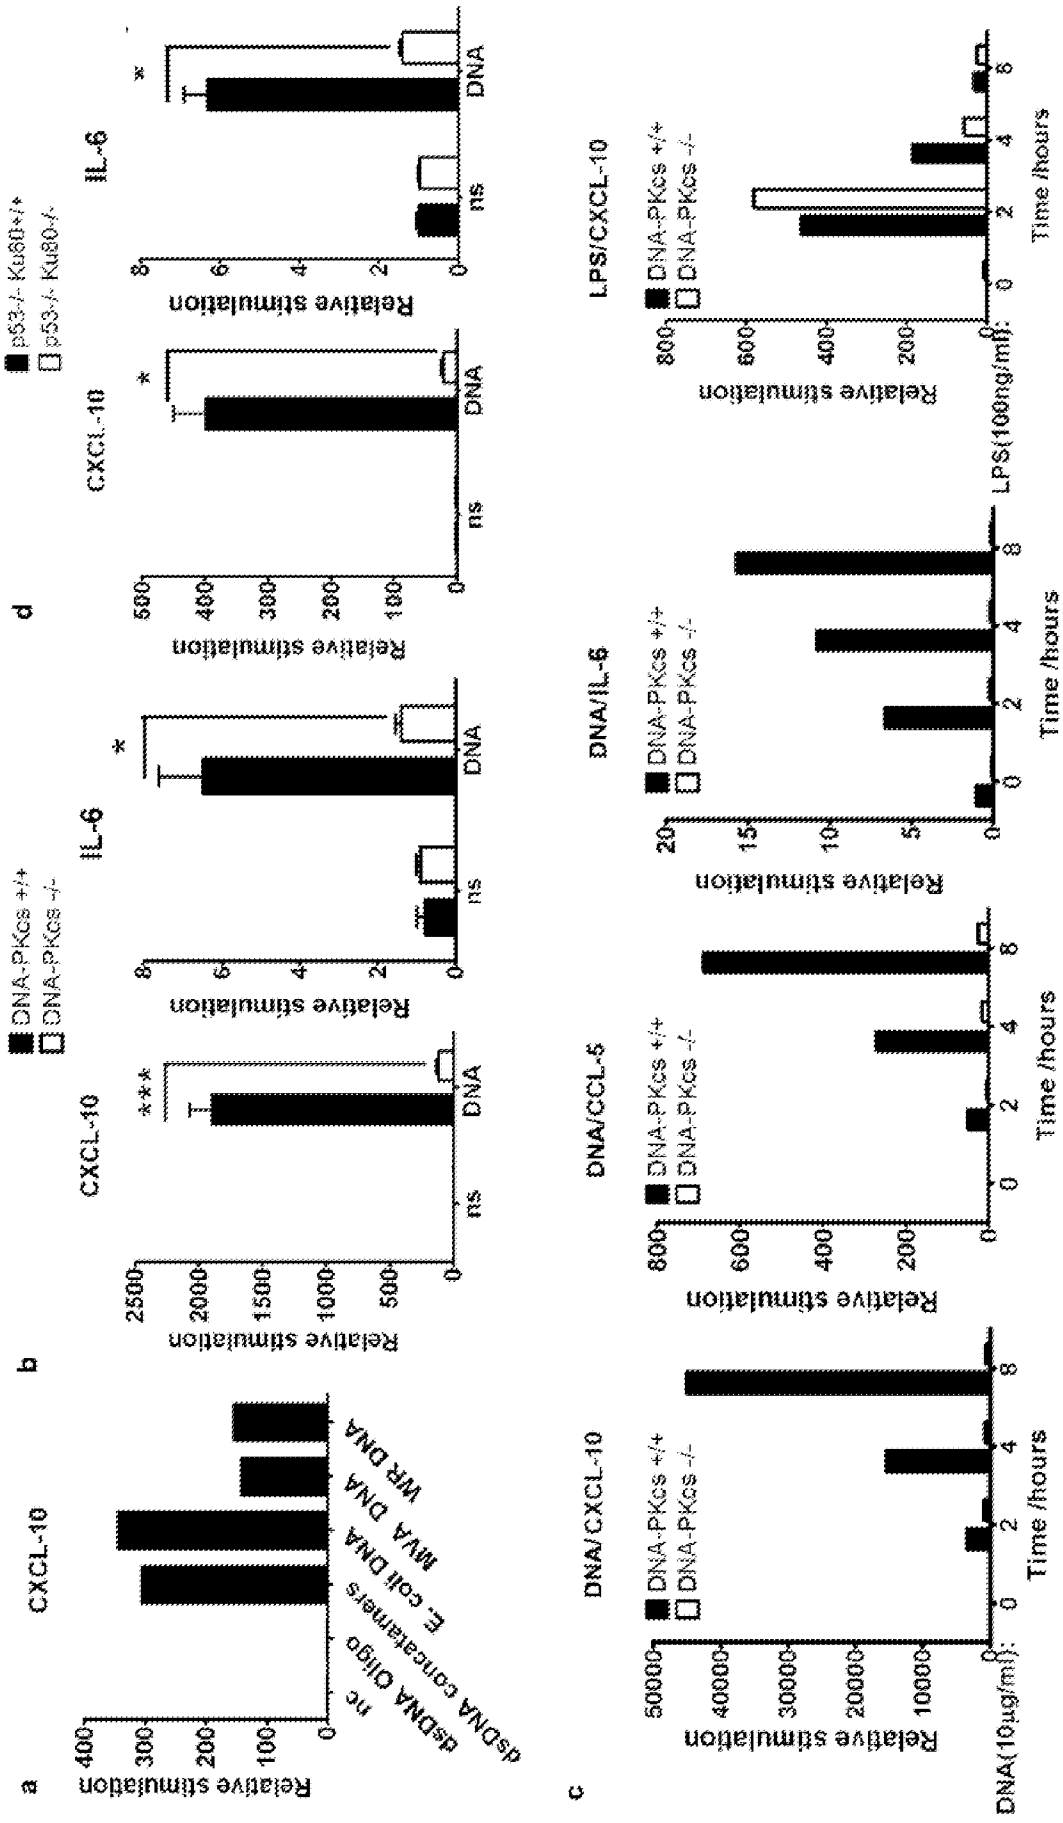 a
CXCL-10
Relative stimulation
400
300
200
100
0
nc
dsDNA Oligo
dsDNA concatamers
E. coli DNA
MVA DNA
WR DNA
b
DNA-PKcs +/+
DNA-PKcs -/-
CXCL-10
Relative stimulation
2500
2000
1500
1000
500
0
ns
DNA
***
IL-6
Relative stimulation
8
6
4
2
0
ns
DNA
*
d
p53-/- Ku80+/+
p53-/- Ku80-/-
CXCL-10
Relative stimulation
500
400
300
200
100
0
ns
DNA
*
IL-6
Relative stimulation
8
6
4
2
0
ns
DNA
*
c
DNA/CXCL-10
DNA-PKcs +/+
DNA-PKcs -/-
Relative stimulation
50000
40000
30000
20000
10000
0
DNA(10µg/ml):
0 2 4 8
Time /hours
DNA/CCL-5
DNA-PKcs +/+
DNA-PKcs -/-
Relative stimulation
800
600
400
200
0
0 2 4 8
Time /hours
DNA/IL-6
DNA-PKcs +/+
DNA-PKcs -/-
Relative stimulation
20
15
10
5
0
0 2 4 8
Time /hours
LPS/CXCL-10
DNA-PKcs +/+
DNA-PKcs -/-
Relative stimulation
800
600
400
200
0
LPS(100ng/ml):
0 2 4 6
Time /hours